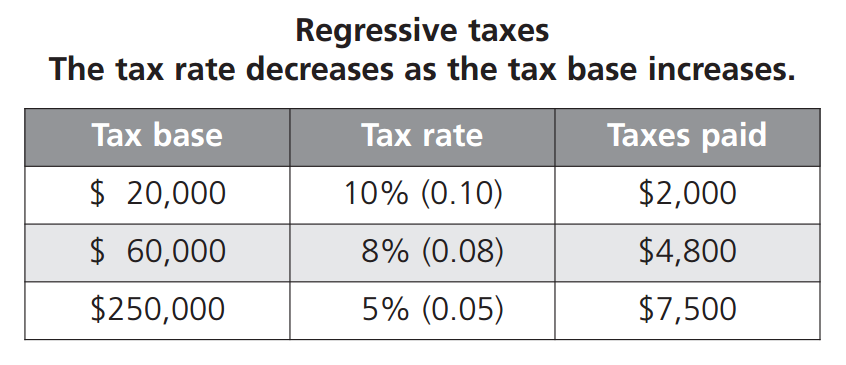 Regressive taxes
The tax rate decreases as the tax base increases.
Tax base Tax rate Taxes paid
$ 20,000 10% (0.10) $2,000
$ 60,000 8% (0.08) $4,800
$250,000 5% (0.05) $7,500